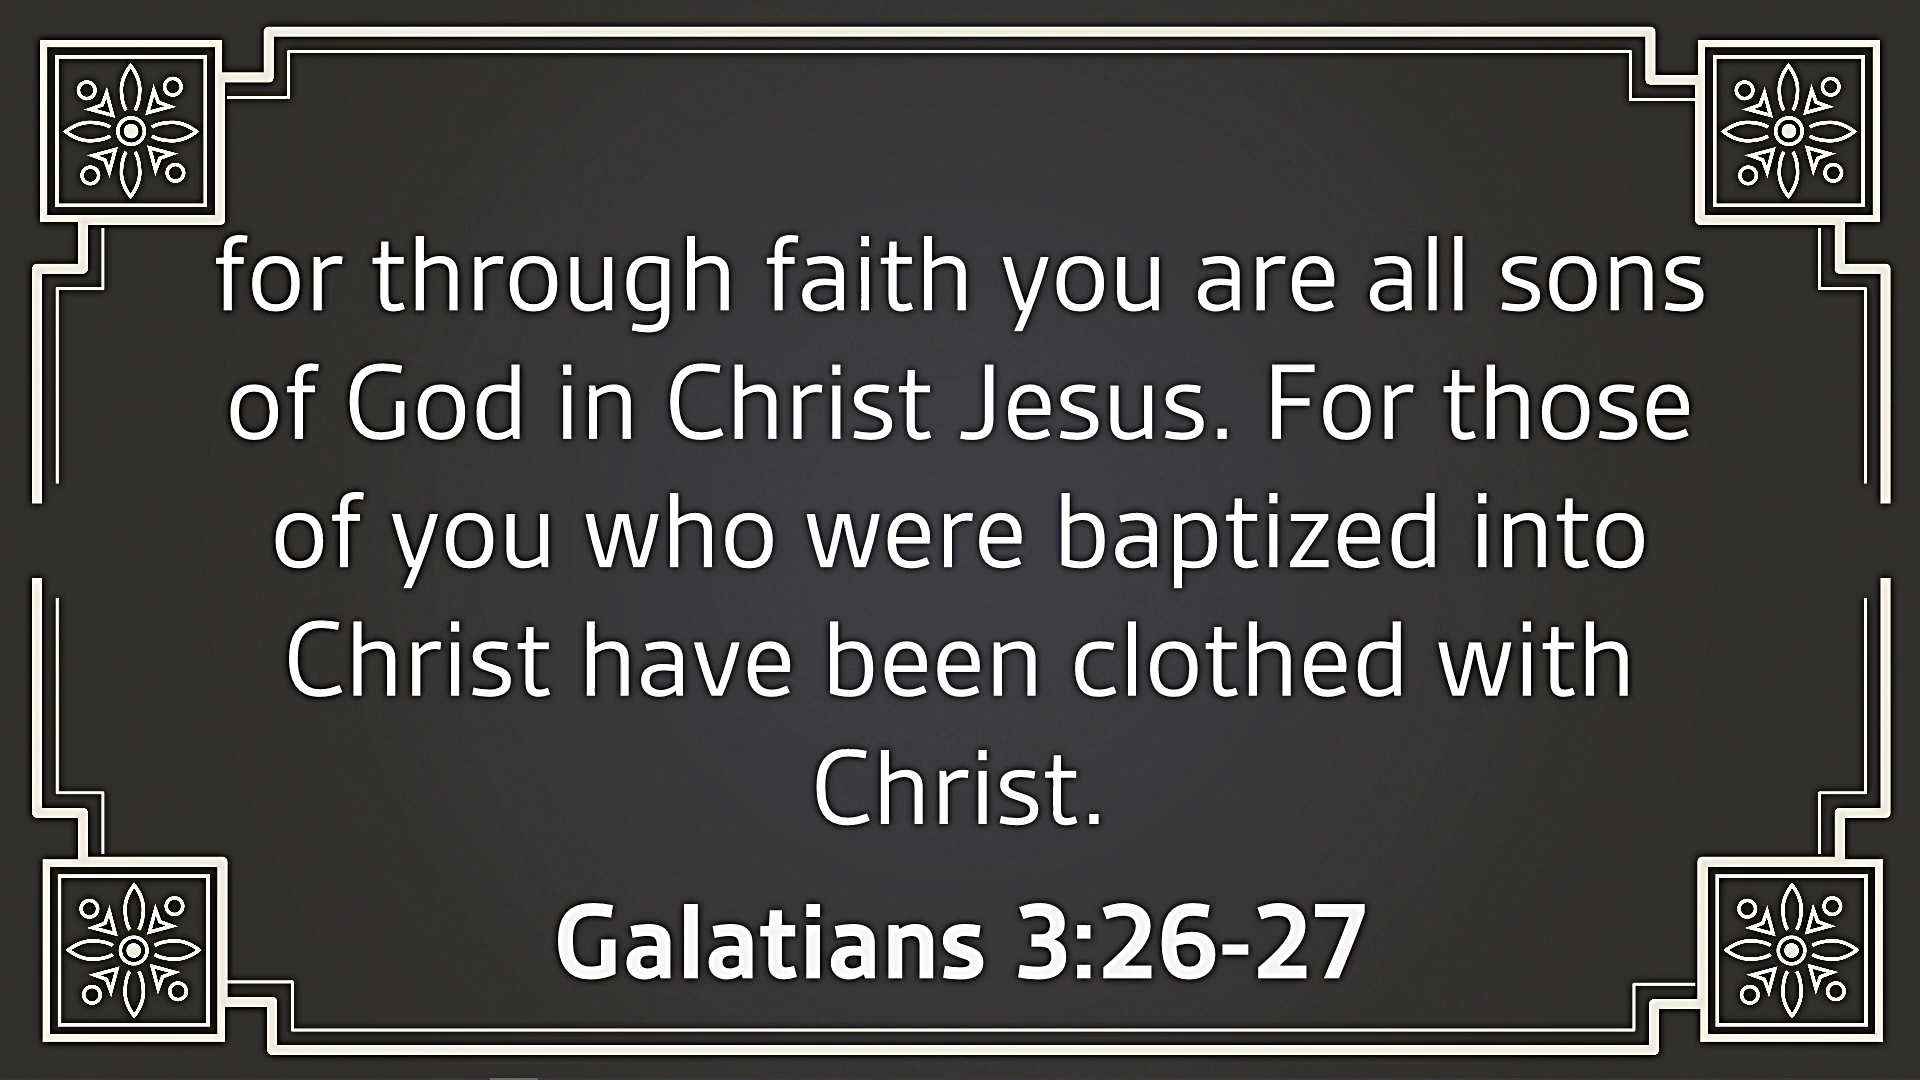 for through faith you are all sons
of God in Christ Jesus. For those
of you who were baptized into
Christ have been clothed with
Christ.
Galatians 3:26-27